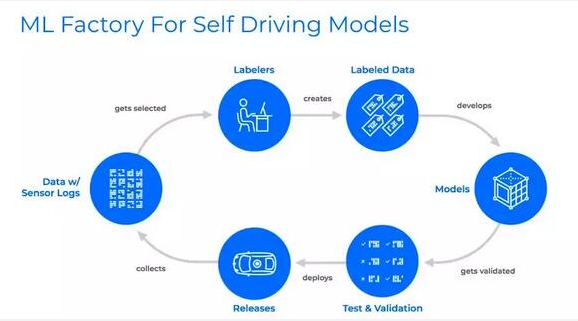 ML Factory For Self Driving Models
Labelers
Labeled Data
gets selected
creates
develops
Data w/
Sensor Logs
Models
collects
deploys
gets validated
Releases
Test & Validation